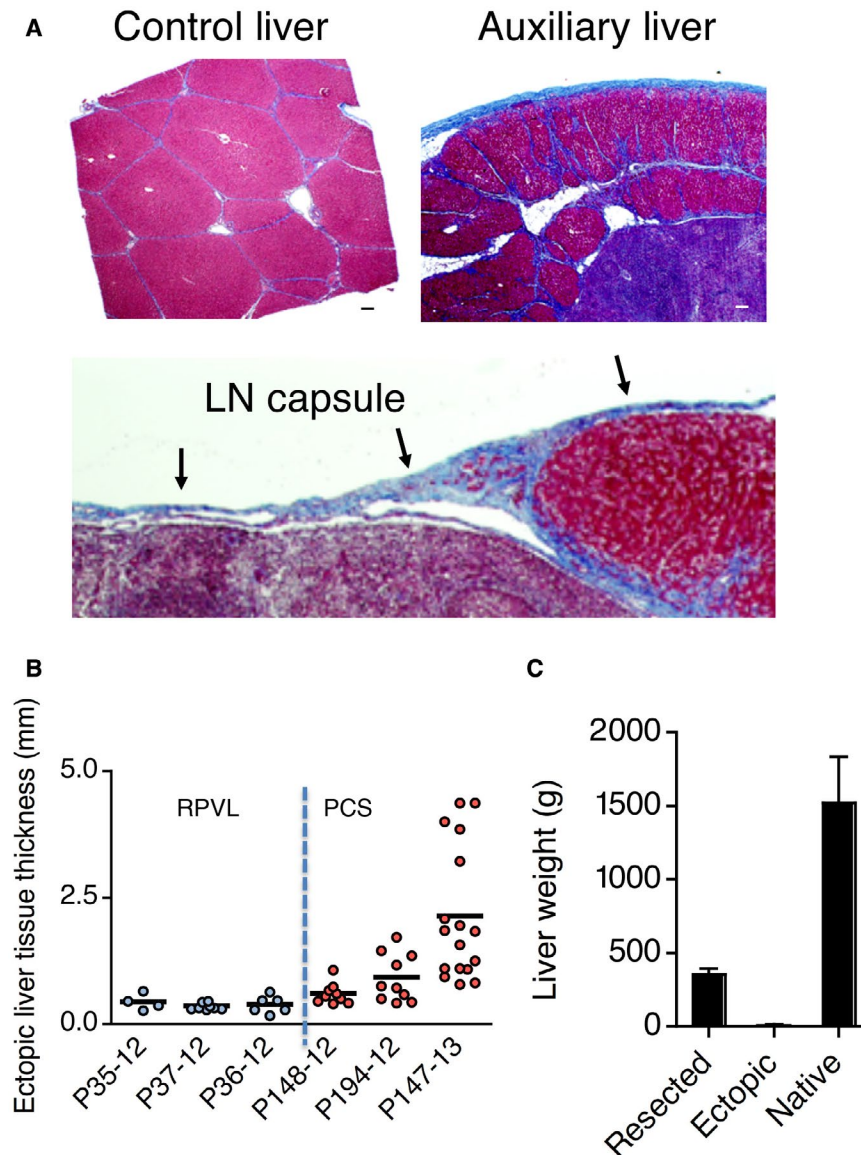 A
Control liver
Auxiliary liver
LN capsule
B
Ectopic liver tissue thickness (mm)
5.0
2.5
0.0
RPVL
PCS
P35-12
P37-12
P36-12
P148-12
P194-12
P147-13
C
Liver weight (g)
2000
1500
1000
500
0
Resected
Ectopic
Native